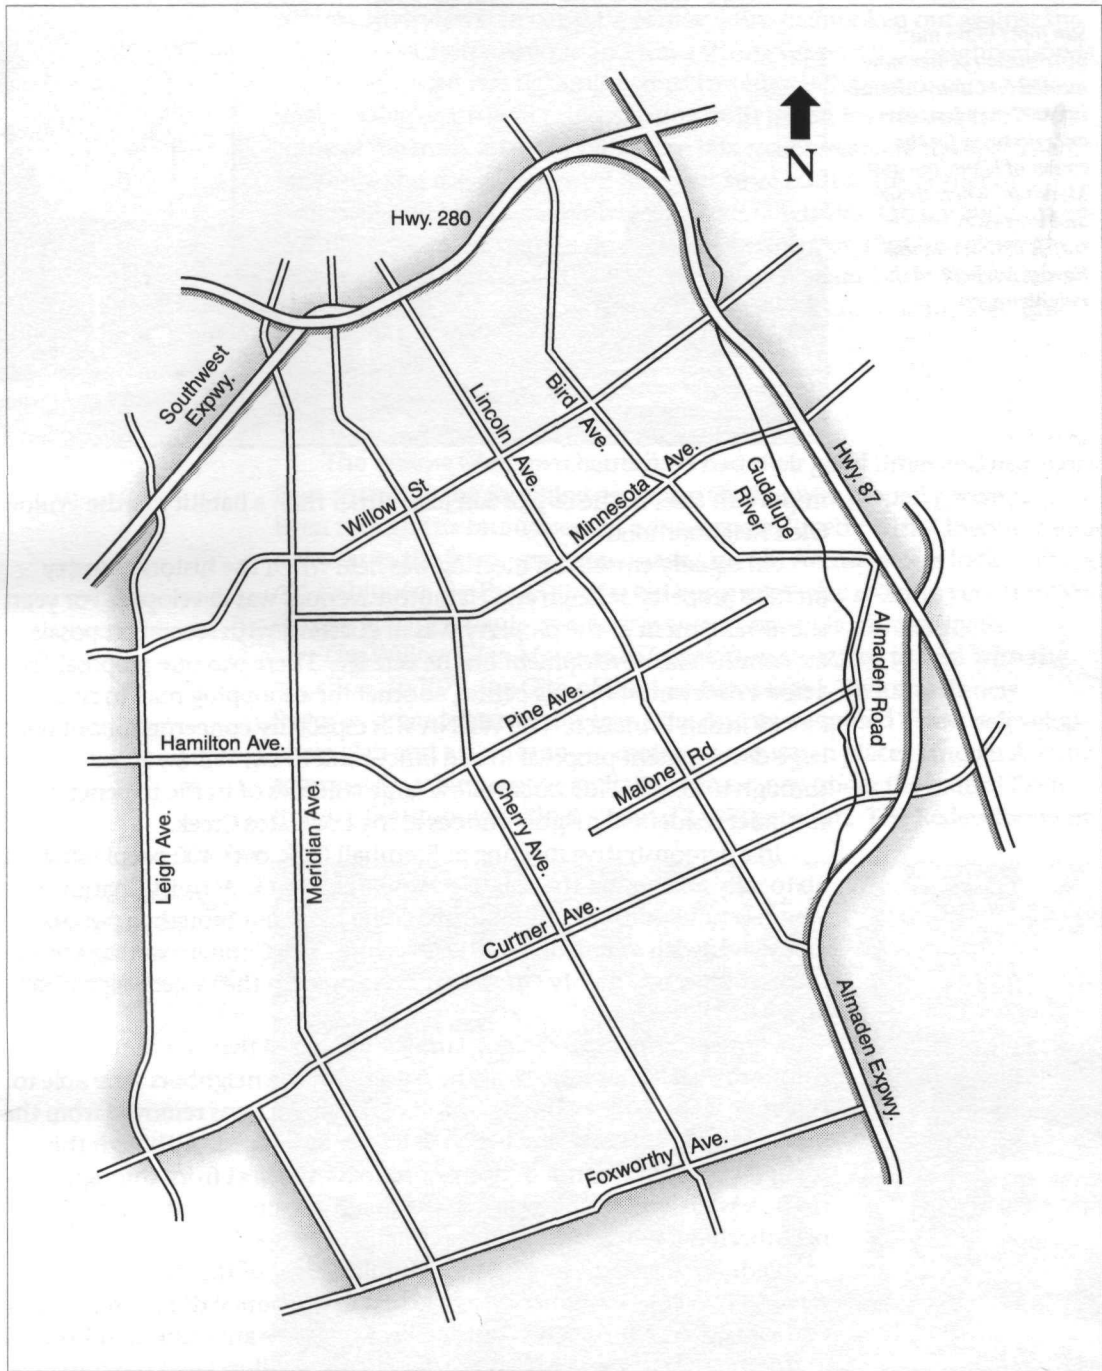 N
Hwy. 280
Southwest
Expwy.
Lincoln
Ave.
Bird
Ave.
Willow St
Minnesota Ave.
Gudalupe
River
Hwy. 87
Almaden Road
Pine Ave.
Hamilton Ave.
Malone Rd
Leigh Ave.
Meridian Ave.
Cherry Ave.
Curtner Ave.
Almaden Expwy.
Foxworthy Ave.